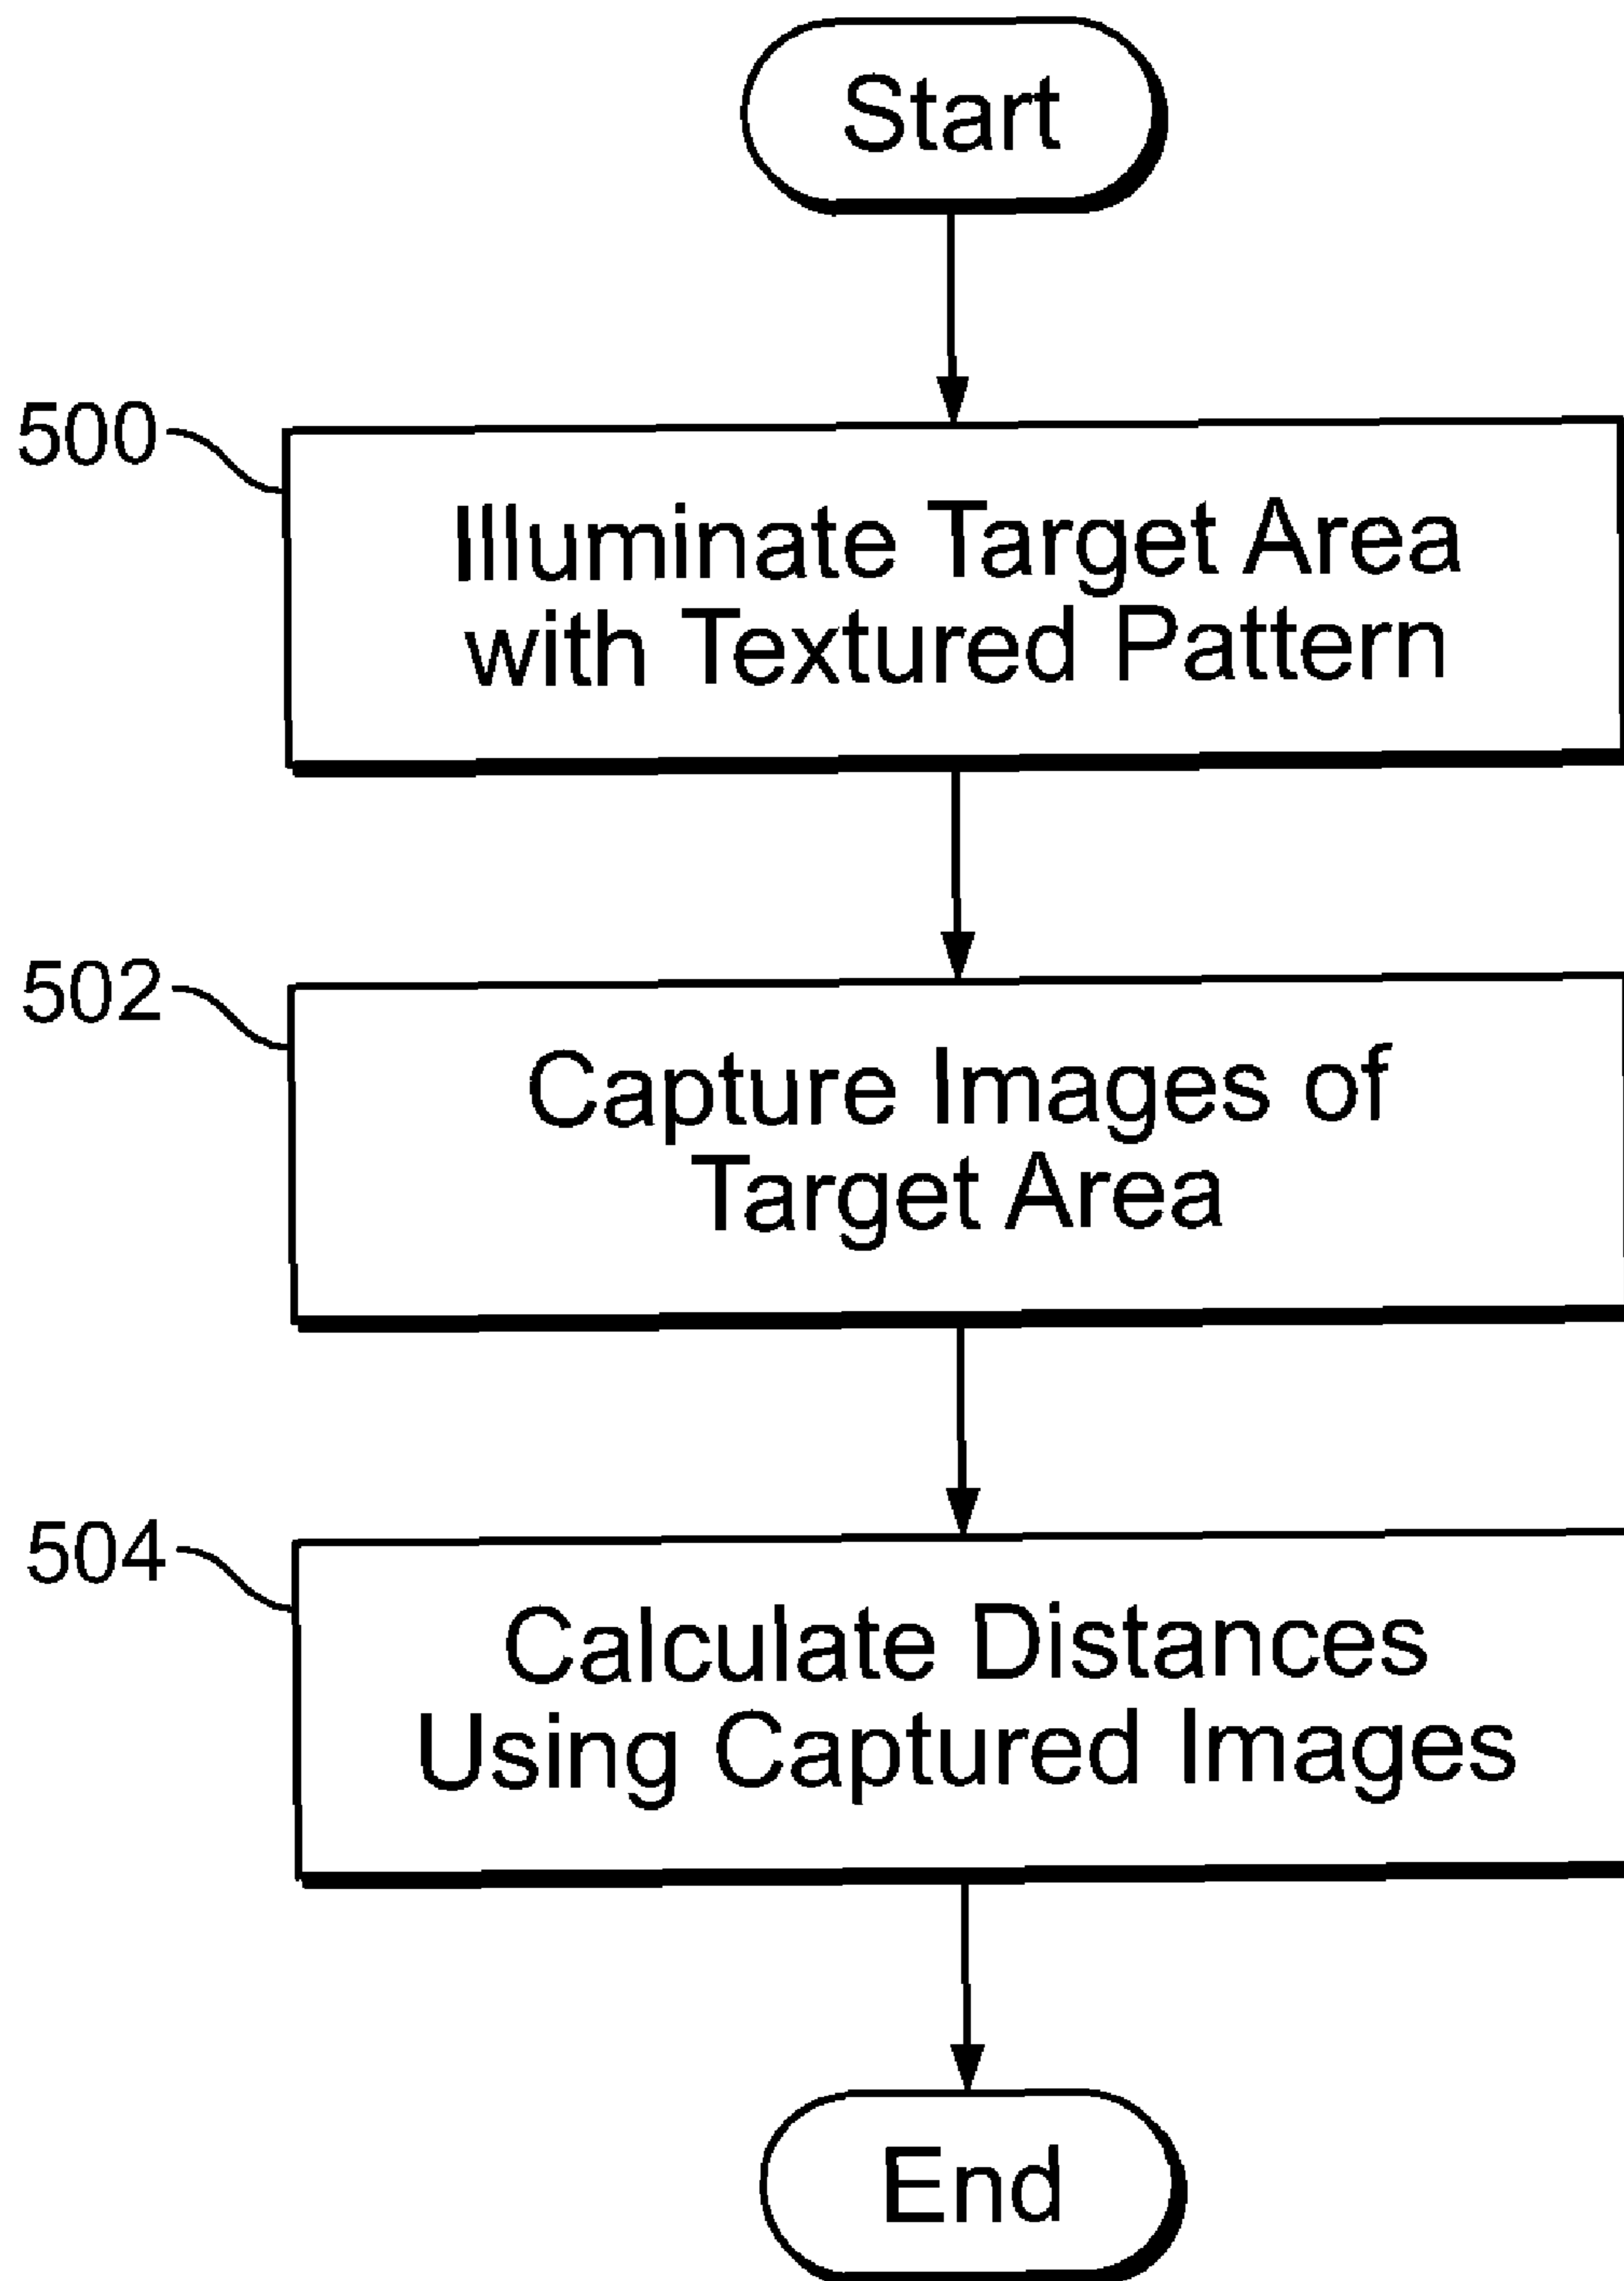 Start
500
Illuminate Target Area
with Textured Pattern
502
Capture Images of
Target Area
504
Calculate Distances
Using Captured Images
End